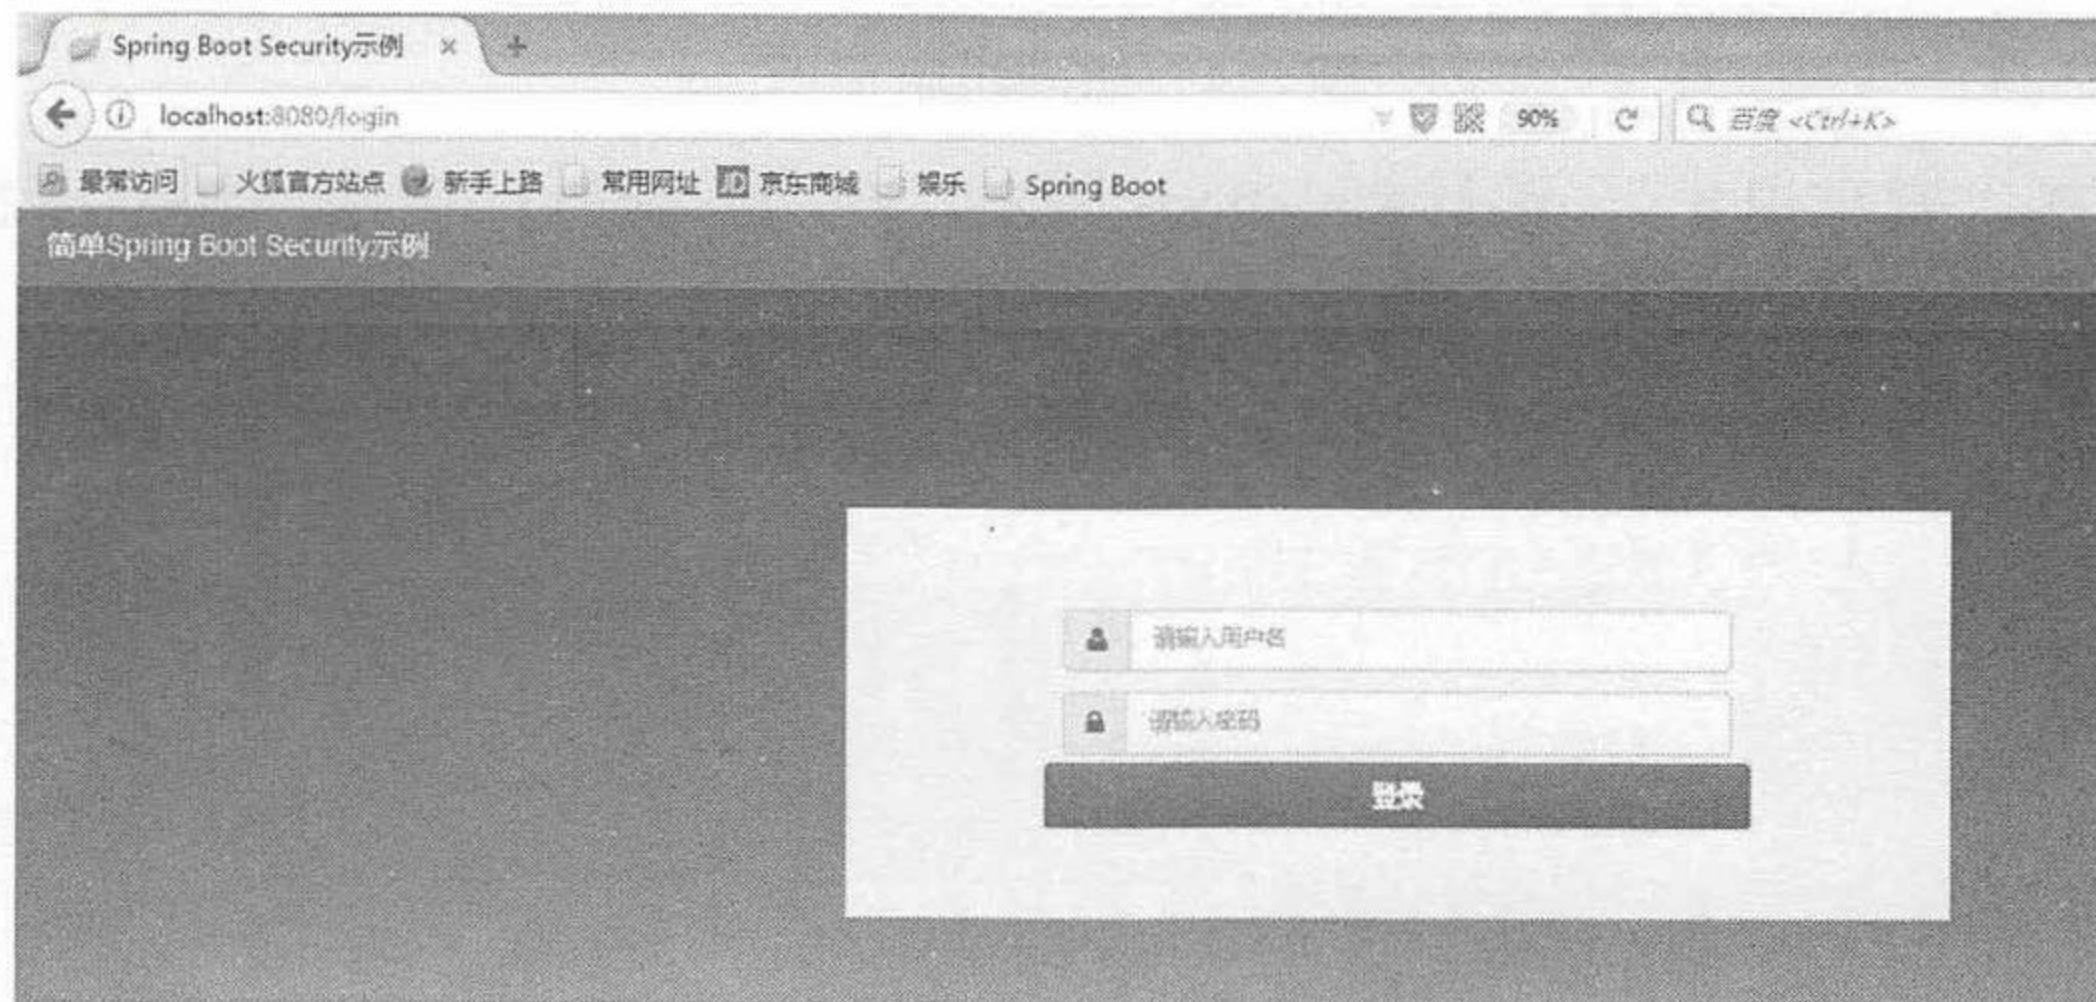 Spring Boot Security示例
localhost:8080/login 90% 百度 <Ctrl+K>
最常访问 火狐官方站点 新手上路 常用网址 JD 京东商城 娱乐 Spring Boot
简单Spring Boot Security示例
请输入用户名
请输入密码
登录